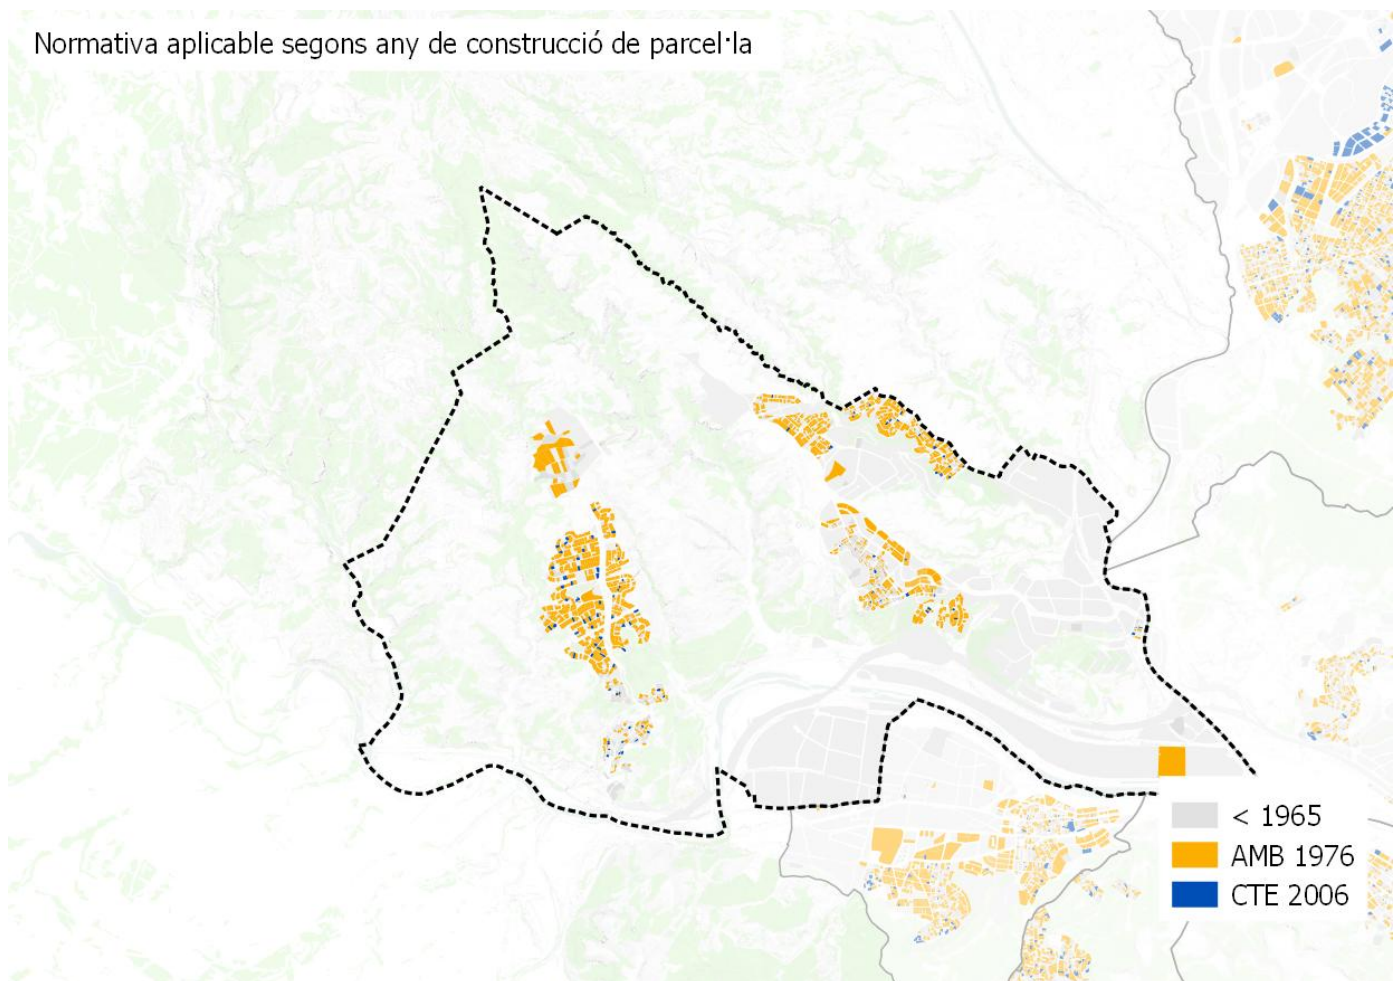 Normativa aplicable segons any de construcció de parcel·la
< 1965
AMB 1976
CTE 2006